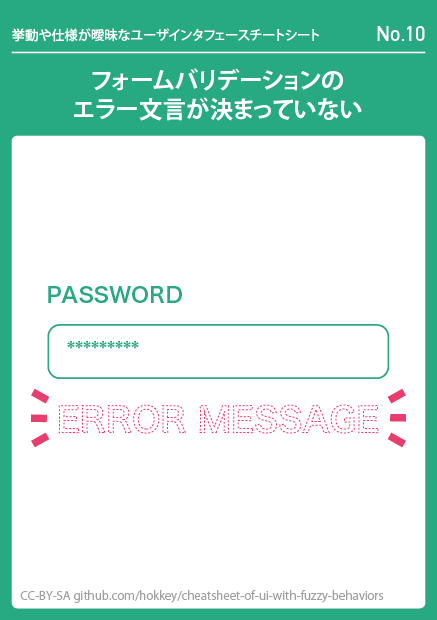 挙動や仕様が曖昧なユーザインタフェースチートシート No.10
フォームバリデーションの
エラー文言が決まっていない
PASSWORD
*********
ERROR MESSAGE
CC-BY-SA github.com/hokkey/cheatsheet-of-ui-with-fuzzy-behaviors